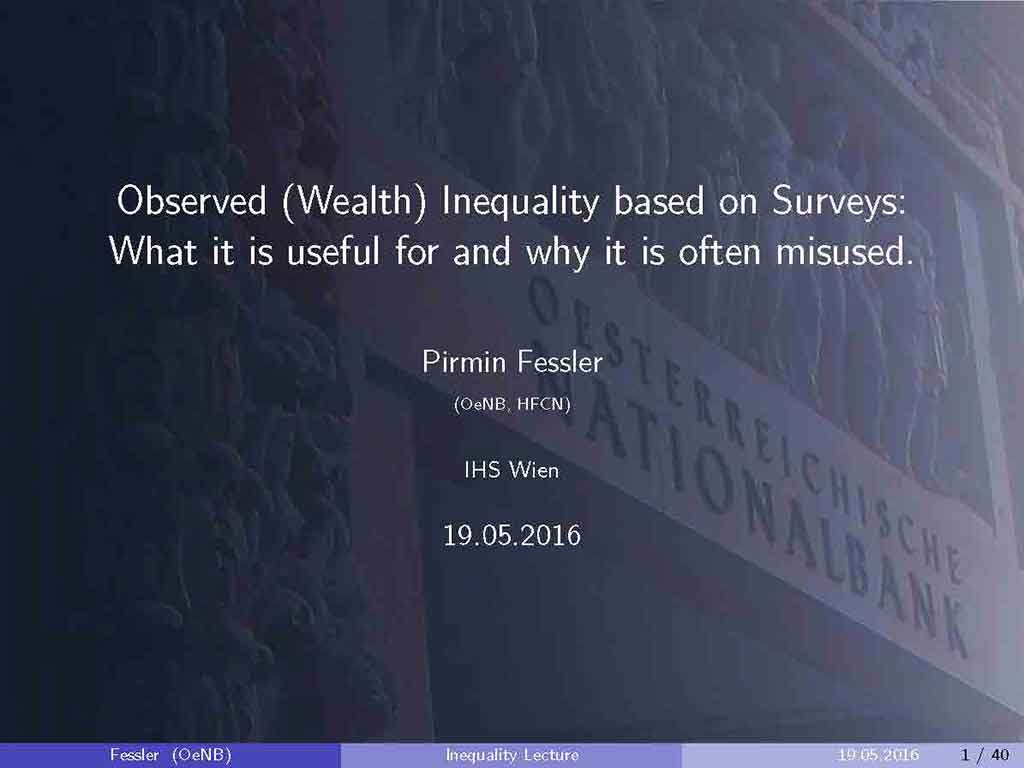 Observed (Wealth) Inequality based on Surveys:
What it is useful for and why it is often misused.
Pirmin Fessler
(OeNB, HFCN)
IHS Wien
19.05.2016
OESTERREICHISCHE
NATIONALBANK
Fessler (OeNB)
Inequality Lecture
19.05.2016
1 / 40